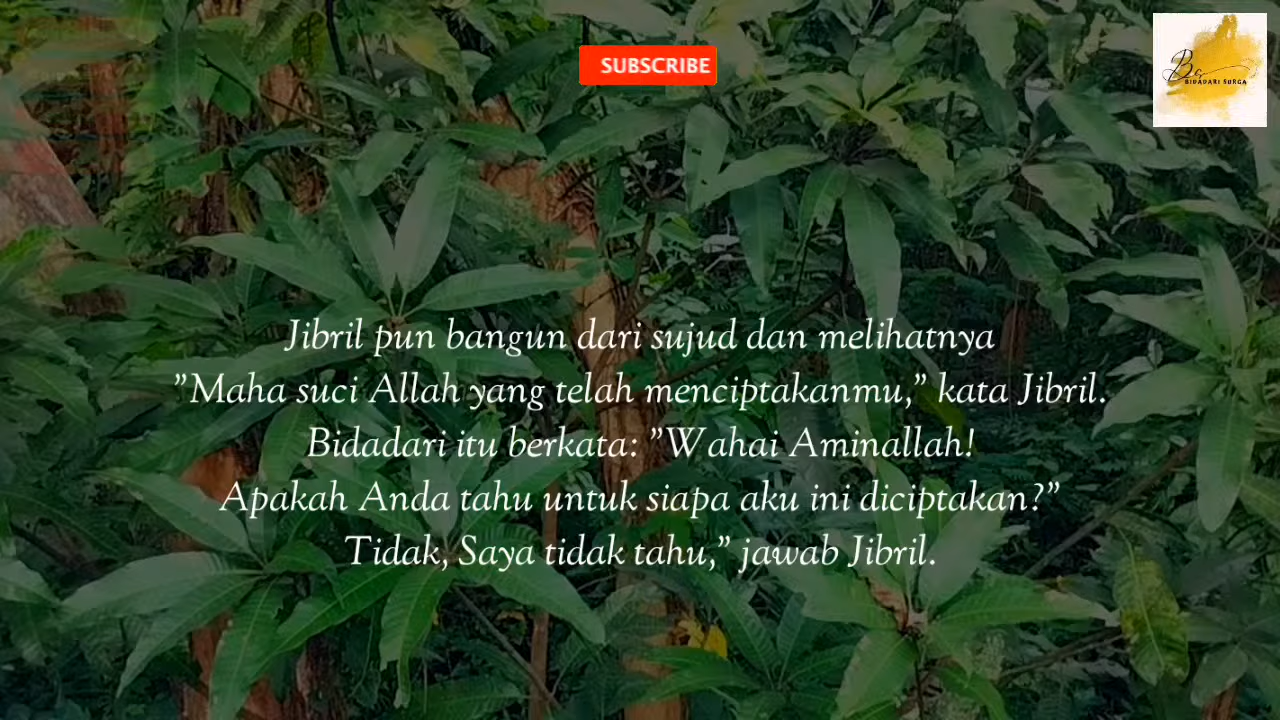 SUBSCRIBE
Bs
BIDADARI SURGA
Jibril pun bangun dari sujud dan melihatnya
”Maha suci Allah yang telah menciptakanmu,” kata Jibril.
Bidadari itu berkata: ”Wahai Aminallah!
Apakah Anda tahu untuk siapa aku ini diciptakan?”
Tidak, Saya tidak tahu,” jawab Jibril.